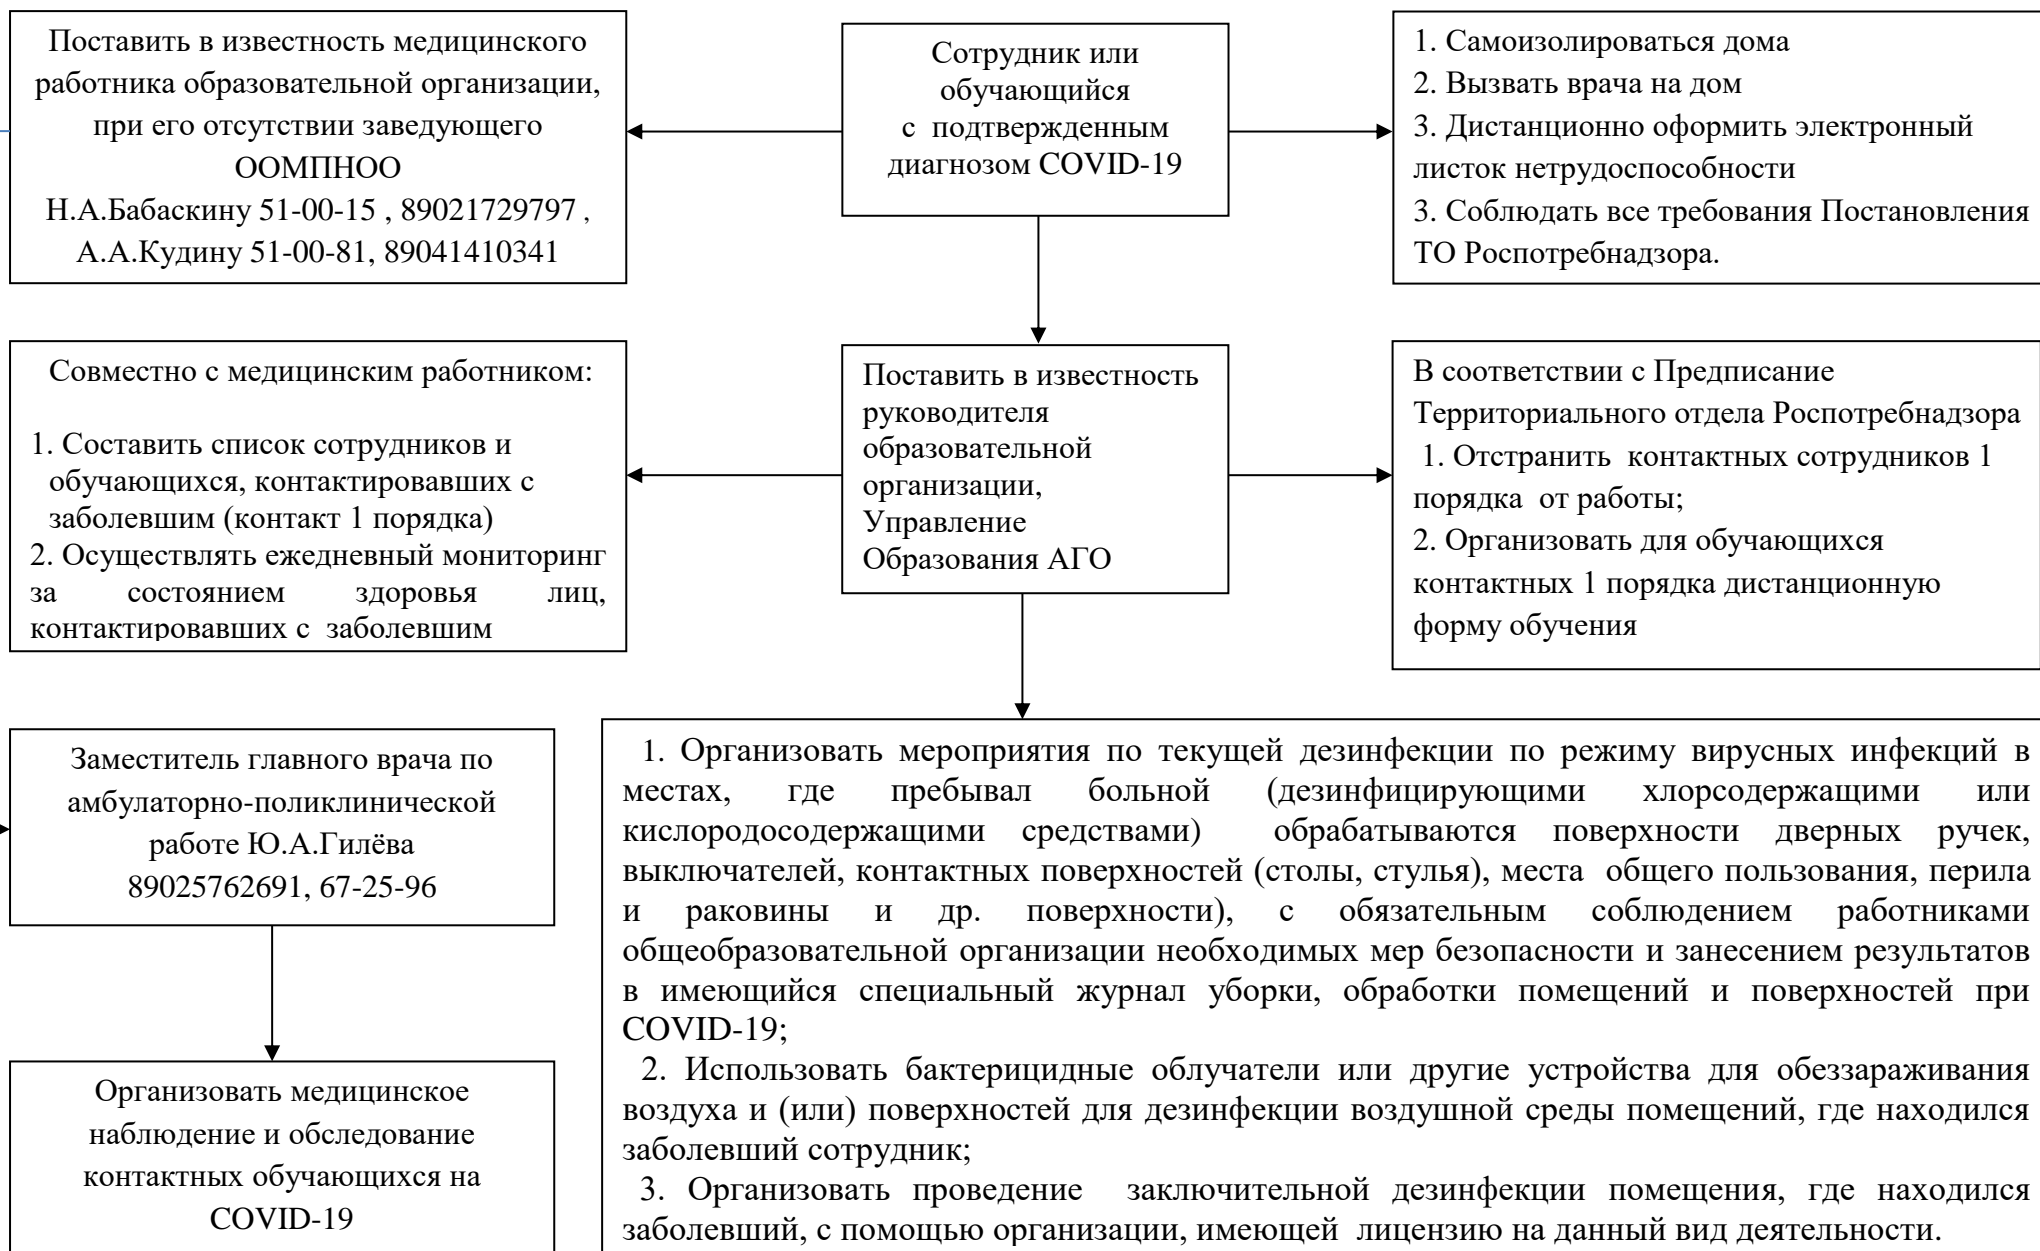 Поставить в известность медицинского
работника образовательной организации,
при его отсутствии заведующего
ООМПНОО
Н.А.Бабаскину 51-00-15 , 89021729797 ,
А.А.Кудину 51-00-81, 89041410341
Сотрудник или
обучающийся
с подтвержденным
диагнозом COVID-19
1. Самоизолироваться дома
2. Вызвать врача на дом
3. Дистанционно оформить электронный
листок нетрудоспособности
3. Соблюдать все требования Постановления
ТО Роспотребнадзора.
Совместно с медицинским работником:
1. Составить список сотрудников и
обучающихся, контактировавших с
заболевшим (контакт 1 порядка)
2. Осуществлять ежедневный мониторинг
за состоянием здоровья лиц,
контактировавших с заболевшим
Поставить в известность
руководителя
образовательной
организации,
Управление
Образования АГО
В соответствии с Предписание
Территориального отдела Роспотребнадзора
1. Отстранить контактных сотрудников 1
порядка от работы;
2. Организовать для обучающихся
контактных 1 порядка дистанционную
форму обучения
Заместитель главного врача по
амбулаторно-поликлинической
работе Ю.А.Гилёва
89025762691, 67-25-96
Организовать медицинское
наблюдение и обследование
контактных обучающихся на
COVID-19
1. Организовать мероприятия по текущей дезинфекции по режиму вирусных инфекций в
местах, где пребывал больной (дезинфицирующими хлорсодержащими или
кислородосодержащими средствами) обрабатываются поверхности дверных ручек,
выключателей, контактных поверхностей (столы, стулья), места общего пользования, перила
и раковины и др. поверхности), с обязательным соблюдением работниками
общеобразовательной организации необходимых мер безопасности и занесением результатов
в имеющийся специальный журнал уборки, обработки помещений и поверхностей при
COVID-19;
2. Использовать бактерицидные облучатели или другие устройства для обеззараживания
воздуха и (или) поверхностей для дезинфекции воздушной среды помещений, где находился
заболевший сотрудник;
3. Организовать проведение заключительной дезинфекции помещения, где находился
заболевший, с помощью организации, имеющей лицензию на данный вид деятельности.